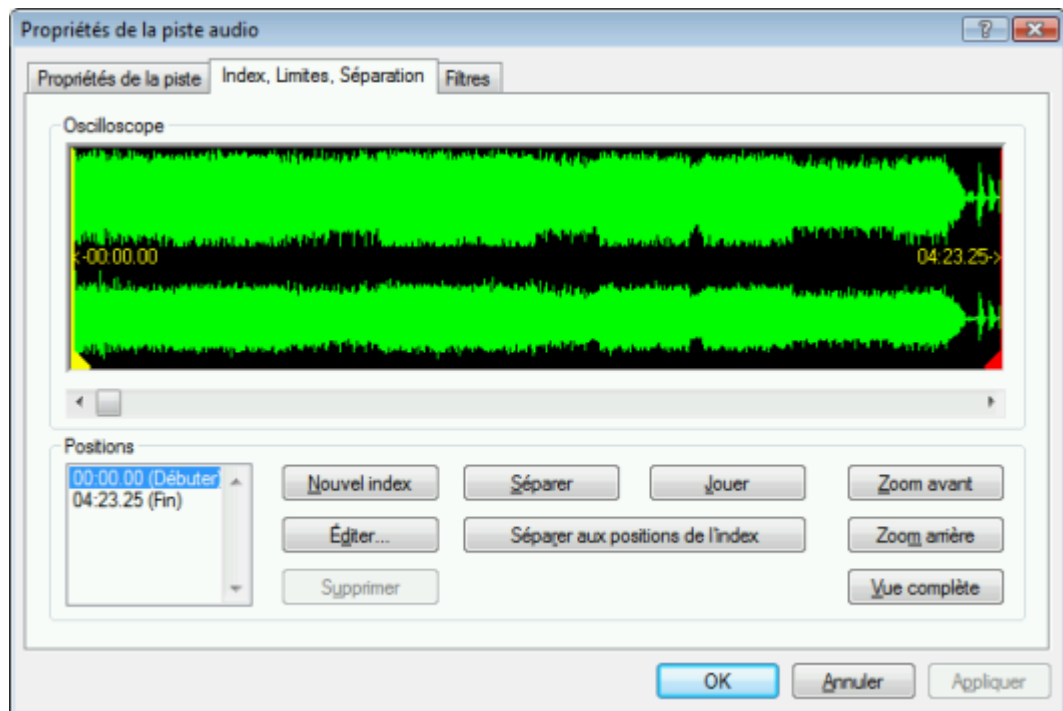 Propriétés de la piste audio
Propriétés de la piste Index, Limites, Séparation Filtres
Oscilloscope
<-00:00.00 04:23.25->
Positions
00:00.00 (Débuter)
04:23.25 (Fin)
Nouvel index Séparer Jouer Zoom avant
Éditer... Séparer aux positions de l'index Zoom arrière
Supprimer Vue complète
OK Annuler Appliquer